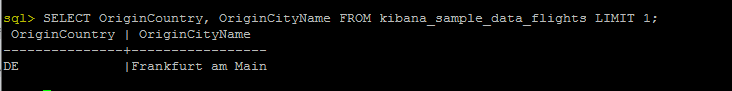 sql> SELECT OriginCountry, OriginCityName FROM kibana_sample_data_flights LIMIT 1;
 OriginCountry | OriginCityName
---------------+-----------------
DE             |Frankfurt am Main